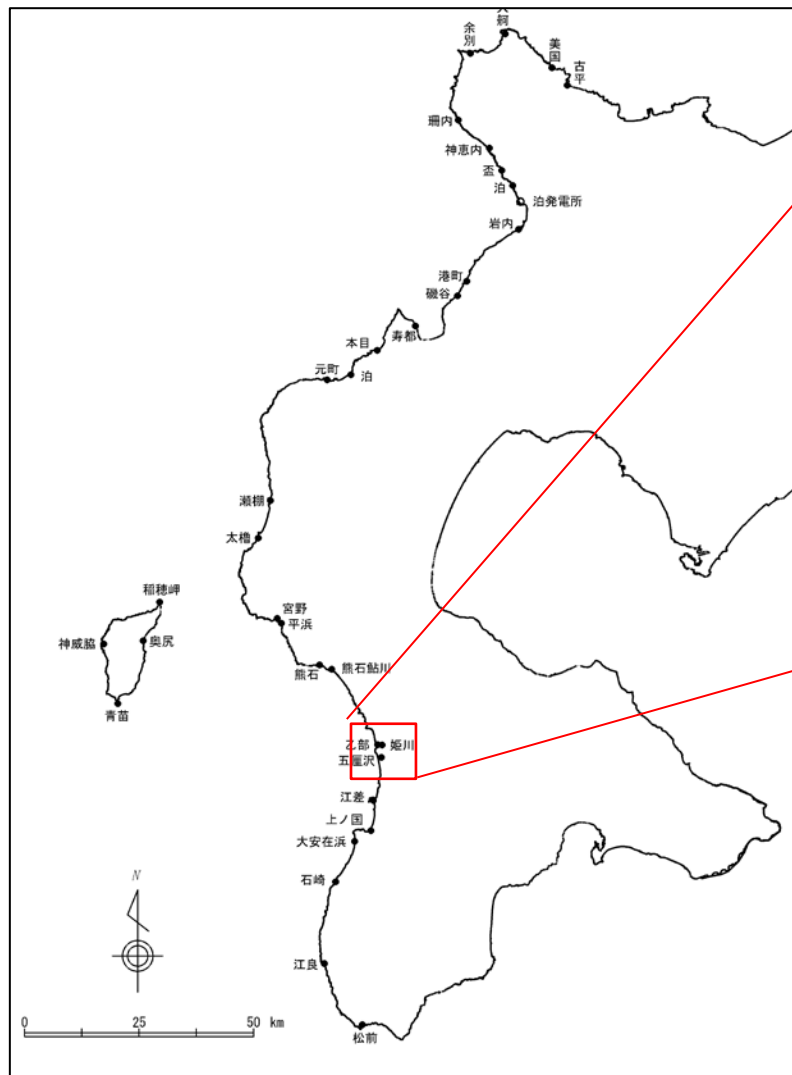 余別
美国
古平
珊内
神恵内
盃
泊
泊発電所
岩内
港町
磯谷
寿都
本目
元町
泊
瀬棚
太櫓
稲穂岬
宮野
平浜
神威脇
奥尻
熊石
熊石鮎川
青苗
乙部
姫川
五厘沢
江差
上ノ国
大安在浜
石崎
N
江良
0 25 50 km
松前